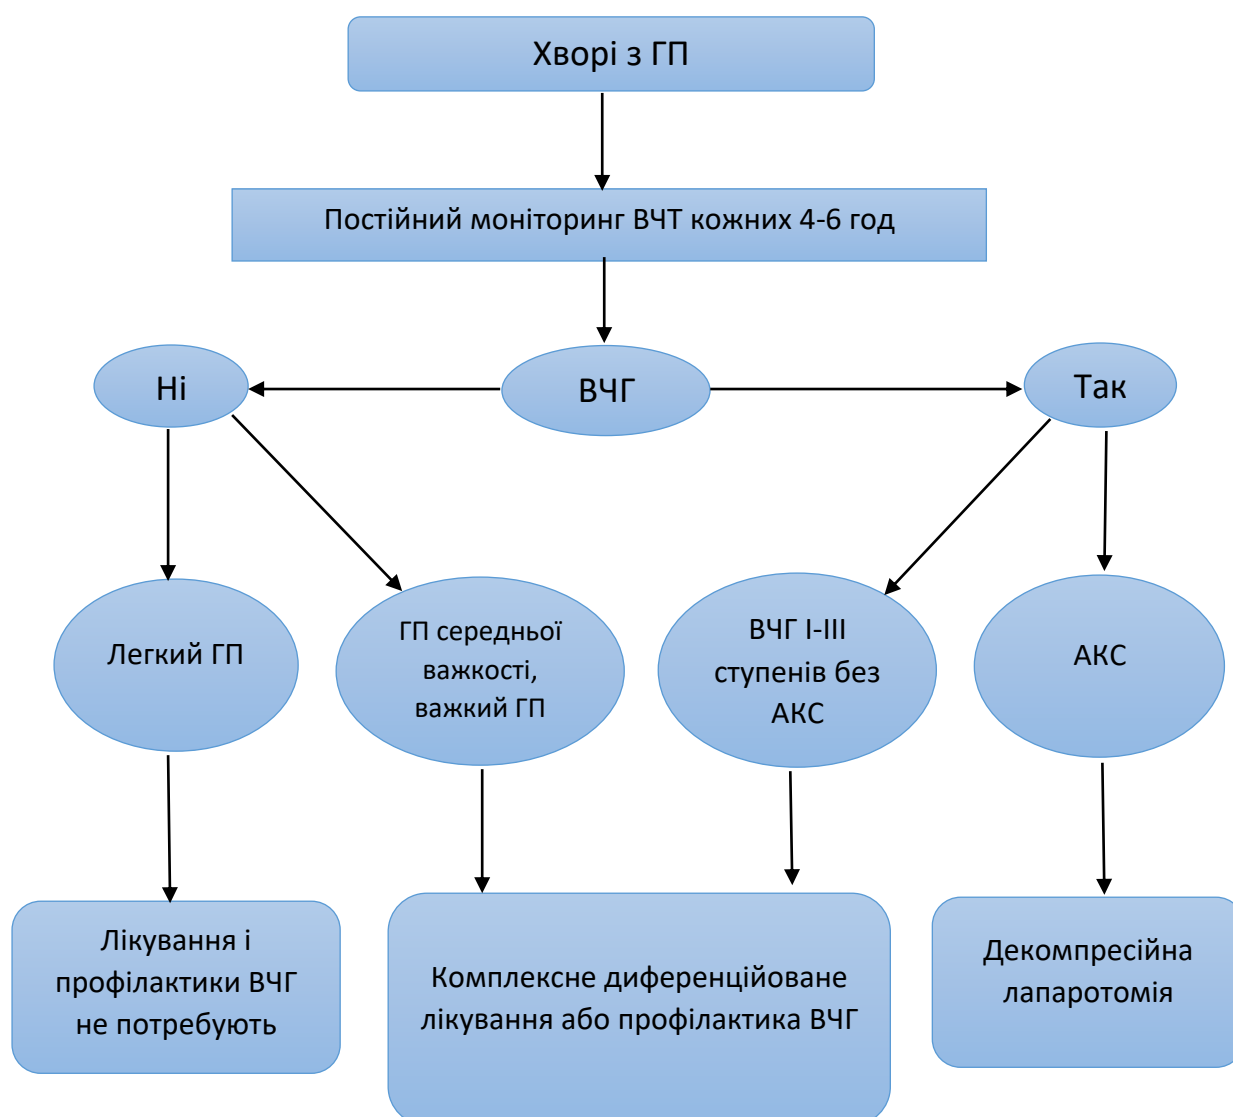 Хворі з ГП
Постійний моніторинг ВЧТ кожних 4-6 год
Ні
ВЧГ
Так
Легкий ГП
ГП середньої
важкості,
важкий ГП
ВЧГ І-ІІІ
ступенів без
АКС
АКС
Лікування і
профілактики ВЧГ
не потребують
Комплексне диференційоване
лікування або профілактика ВЧГ
Декомпресійна
лапаротомія